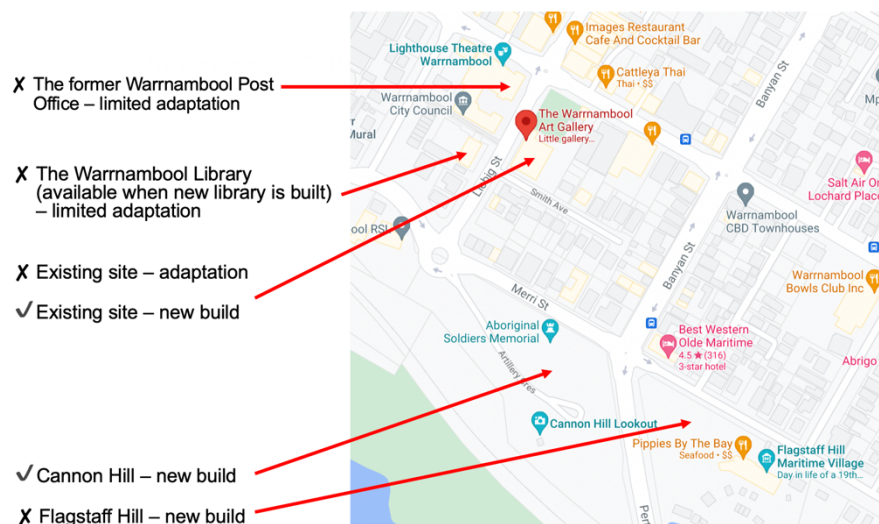 ✗ The former Warrnambool Post
Office – limited adaptation
✗ The Warrnambool Library
(available when new library is built)
– limited adaptation
✗ Existing site – adaptation
✓ Existing site – new build
✓ Cannon Hill – new build
✗ Flagstaff Hill – new build
Images Restaurant
Cafe And Cocktail Bar
Lighthouse Theatre
Warrnambool
Cattleya Thai
Thai • $$
Banyan St
Warrnambool
City Council
Mural
The Warrnambool
Art Gallery
Little gallery...
Liebig St
Smith Ave
Salt Air On
Lochard Place
Warrnambool
CBD Townhouses
ool RSL
Banyan St
Merri St
Warrnambool
Bowls Club Inc
Aboriginal
Soldiers Memorial
Artillery Cres
Best Western
Olde Maritime
4.5 ★ (316)
3-star hotel
Abrigo
Cannon Hill Lookout
Pippies By The Bay
Seafood • $$
Flagstaff Hill
Maritime Village
Day in life of a 19th...
Pert